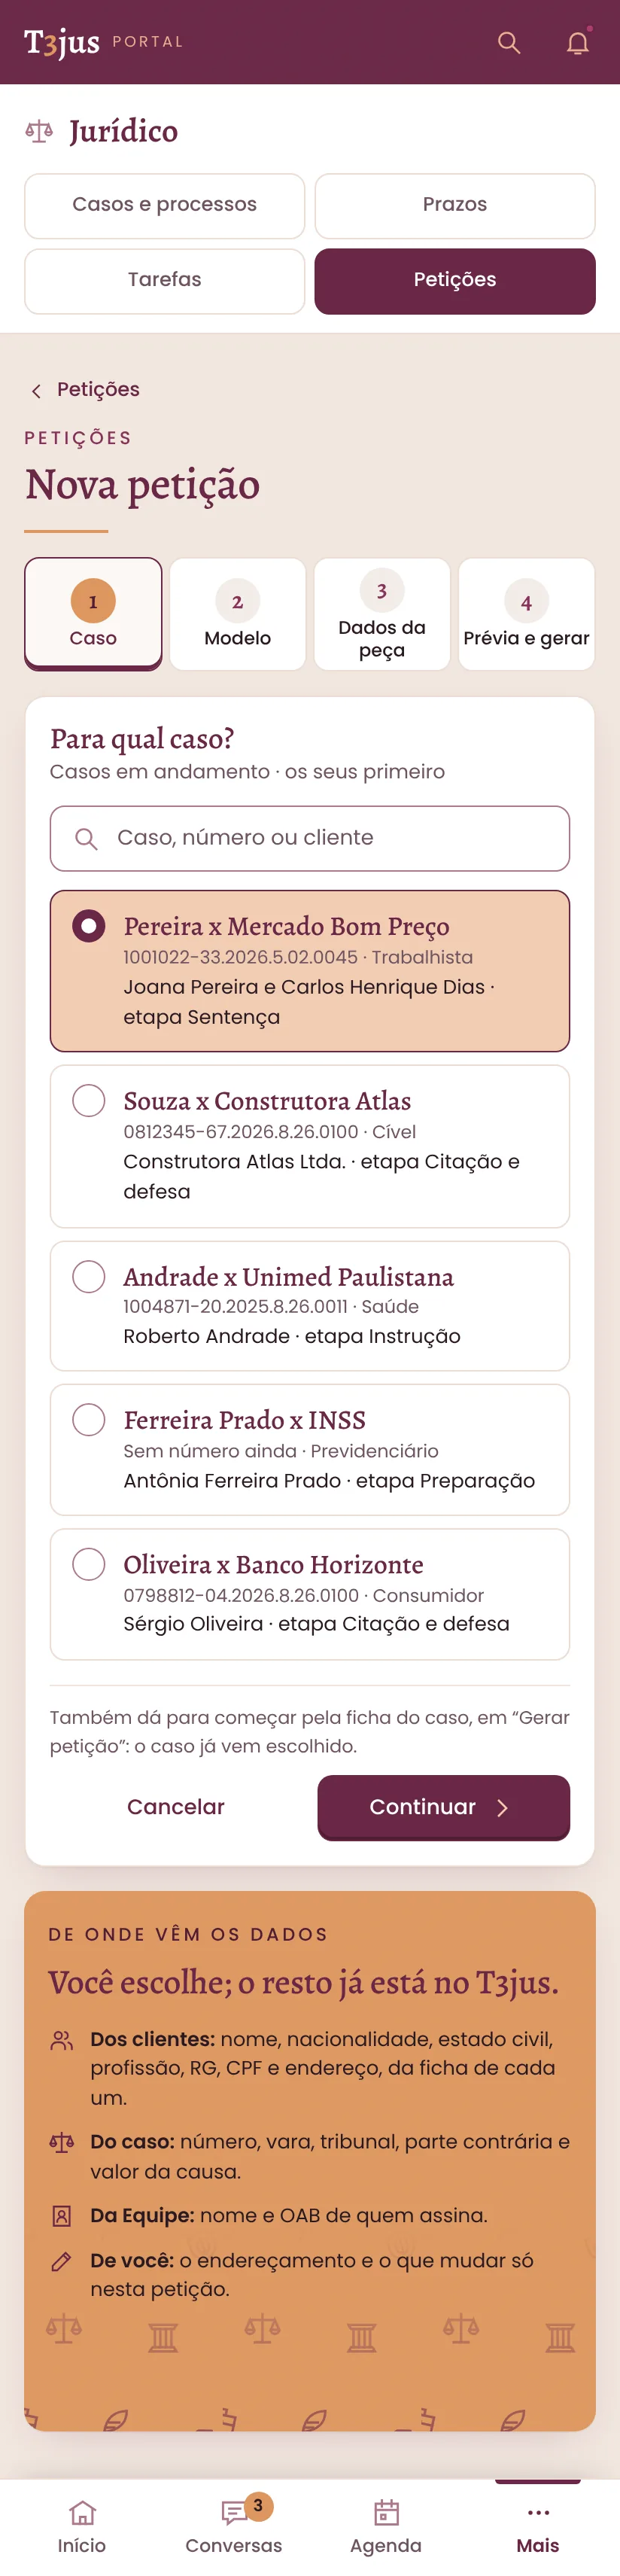 T3jus PORTAL
Jurídico
Casos e processos
Prazos
Tarefas
Petições
Petições
PETIÇÕES
Nova petição
1
Caso
2
Modelo
3
Dados da
peça
4
Prévia e gerar
Para qual caso?
Casos em andamento · os seus primeiro
Caso, número ou cliente
Pereira x Mercado Bom Preço
1001022-33.2026.5.02.0045 · Trabalhista
Joana Pereira e Carlos Henrique Dias ·
etapa Sentença
Souza x Construtora Atlas
0812345-67.2026.8.26.0100 · Cível
Construtora Atlas Ltda. · etapa Citação e
defesa
Andrade x Unimed Paulistana
1004871-20.2025.8.26.0011 · Saúde
Roberto Andrade · etapa Instrução
Ferreira Prado x INSS
Sem número ainda · Previdenciário
Antônia Ferreira Prado · etapa Preparação
Oliveira x Banco Horizonte
0798812-04.2026.8.26.0100 · Consumidor
Sérgio Oliveira · etapa Citação e defesa
Também dá para começar pela ficha do caso, em “Gerar
petição”: o caso já vem escolhido.
Cancelar
Continuar
DE ONDE VÊM OS DADOS
Você escolhe; o resto já está no T3jus.
Dos clientes: nome, nacionalidade, estado civil,
profissão, RG, CPF e endereço, da ficha de cada
um.
Do caso: número, vara, tribunal, parte contrária e
valor da causa.
Da Equipe: nome e OAB de quem assina.
De você: o endereçamento e o que mudar só
nesta petição.
Início
3
Conversas
Agenda
Mais